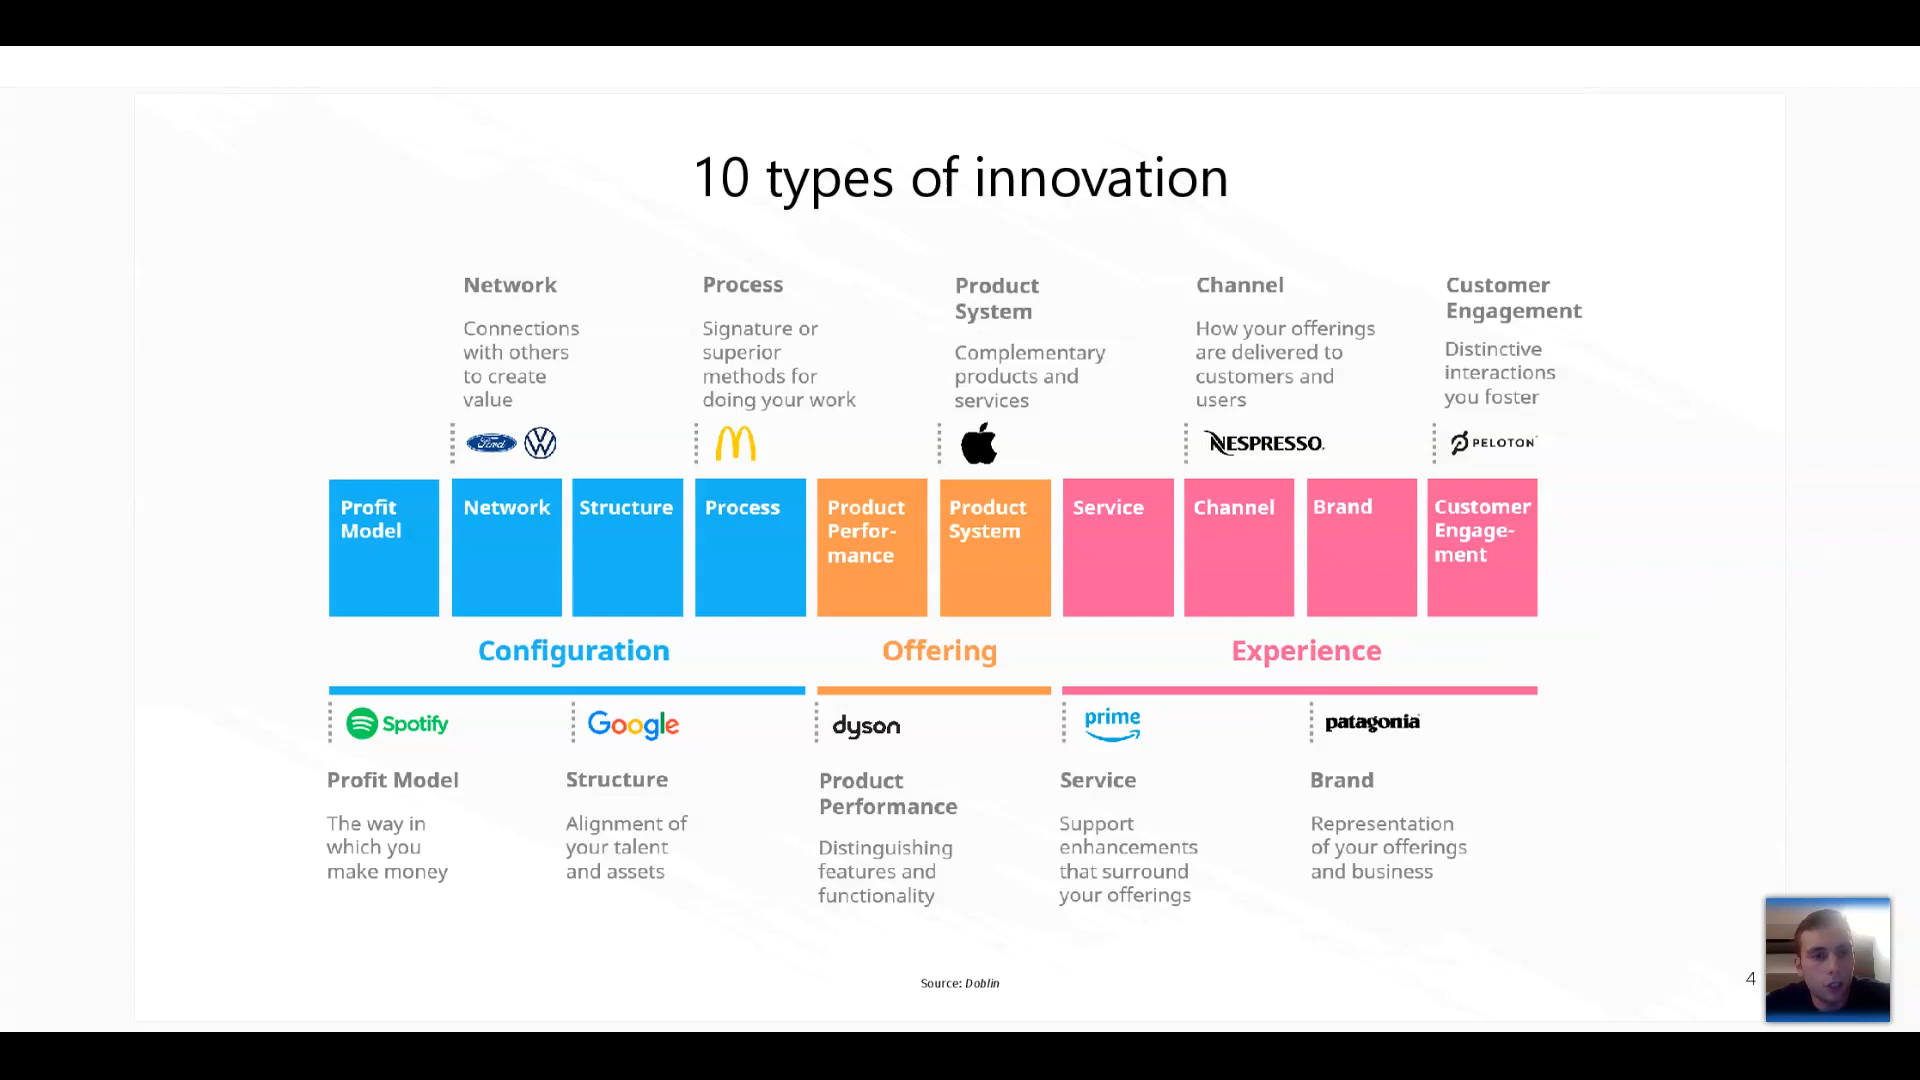 10 types of innovation
Network
Connections
with others
to create
value
Ford
Process
Signature or
superior
methods for
doing your work
Product
System
Complementary
products and
services
Channel
How your offerings
are delivered to
customers and
users
NESPRESSO.
Customer
Engagement
Distinctive
interactions
you foster
PELOTON
Profit
Model
Network
Structure
Process
Product
Perfor-
mance
Product
System
Service
Channel
Brand
Customer
Engage-
ment
Configuration
Offering
Experience
Spotify
Google
dyson
prime
patagonia
Profit Model
The way in
which you
make money
Structure
Alignment of
your talent
and assets
Product
Performance
Distinguishing
features and
functionality
Service
Support
enhancements
that surround
your offerings
Brand
Representation
of your offerings
and business
Source: Doblin
4